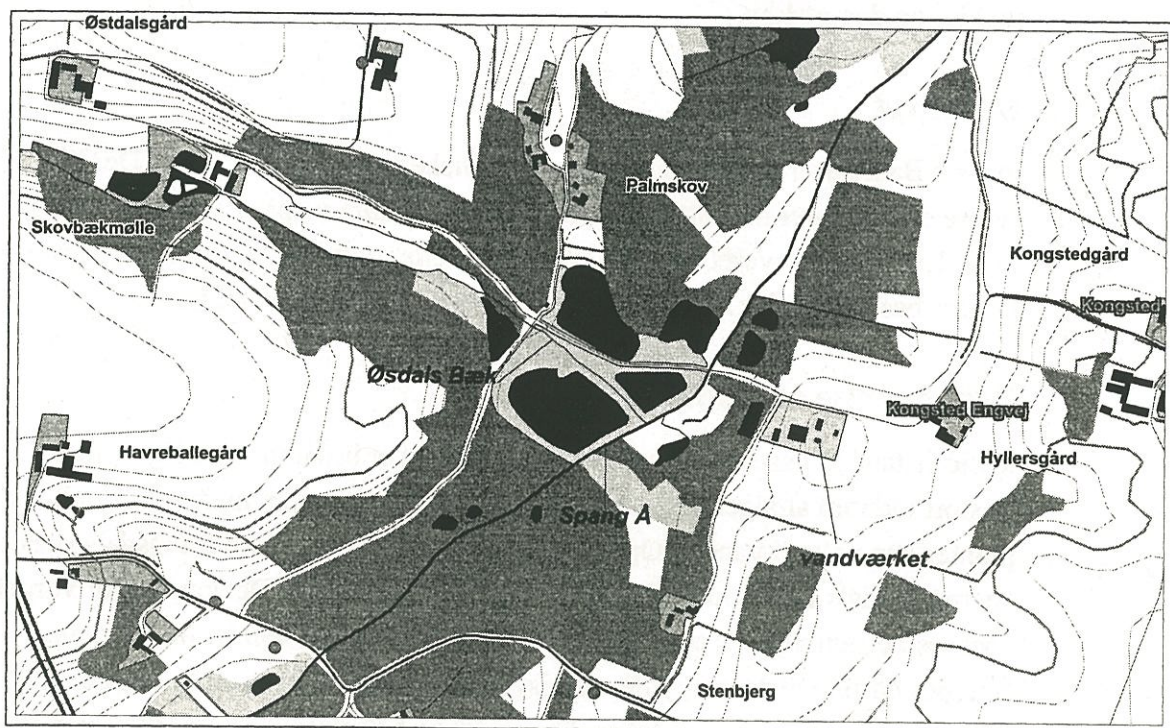 Østdalsgård
Palmskov
Skovbækmølle
Kongstedgård
Kongsted
Øsdals Bæk
Kongsted Engvej
Havreballegård
Hyllersgård
Spang Å
vandværket
Stenbjerg